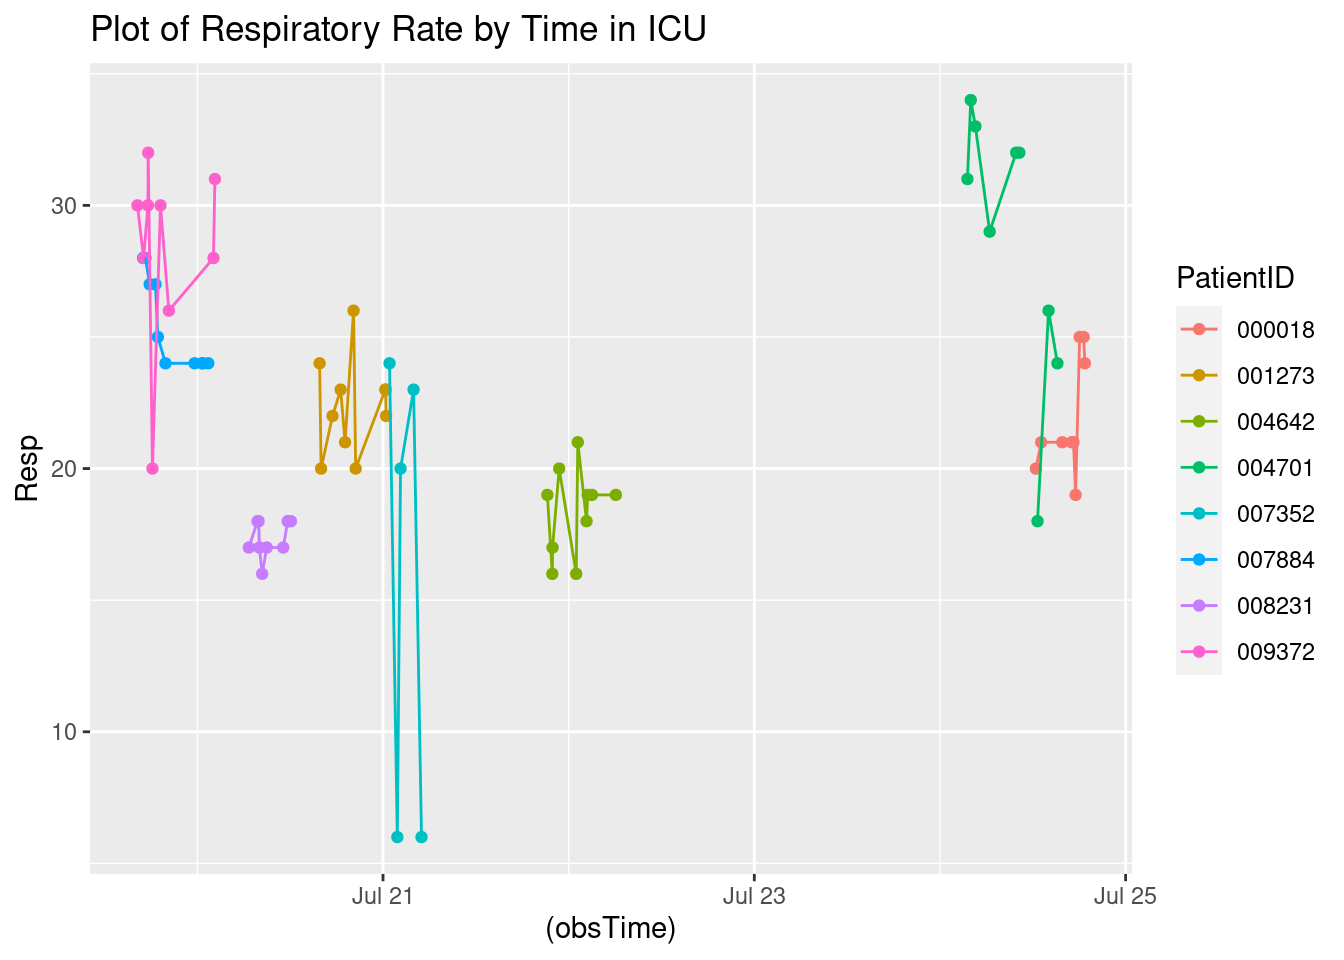 Plot of Respiratory Rate by Time in ICU
Resp
30
20
10
Jul 21
Jul 23
Jul 25
(obsTime)
PatientID
000018
001273
004642
004701
007352
007884
008231
009372